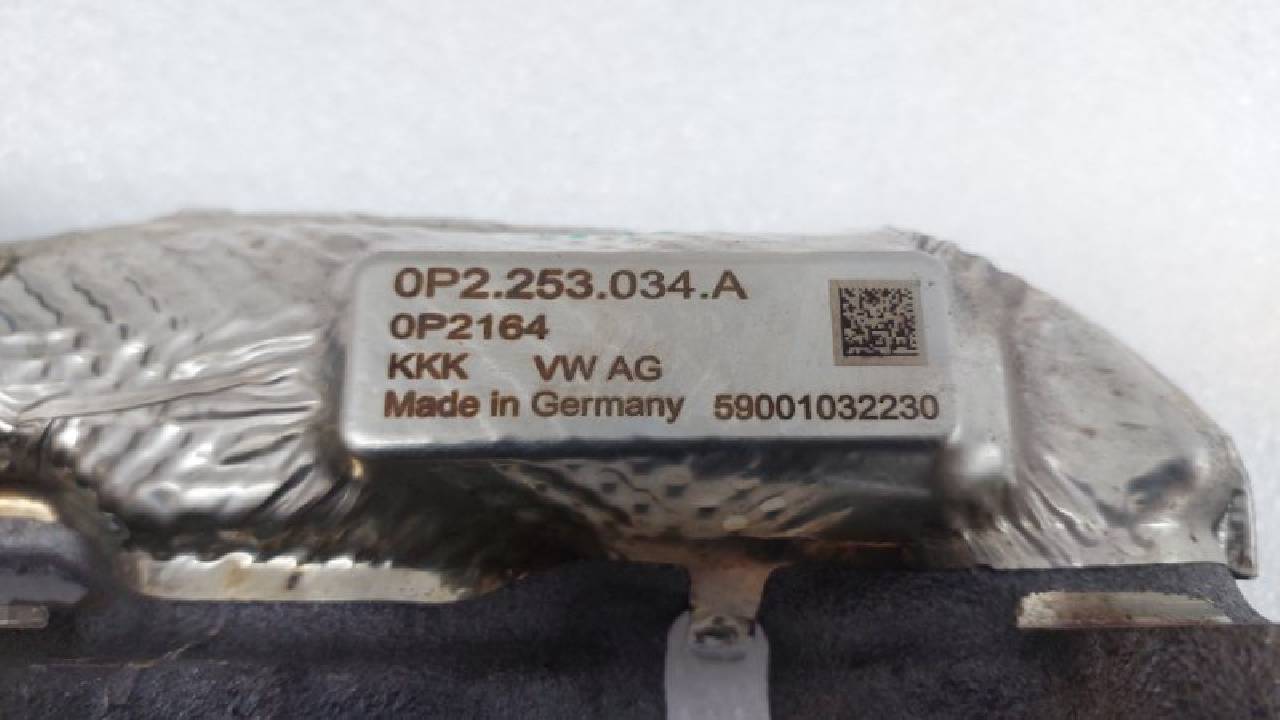 0P2.253.034.A
0P2164
KKK VW AG
Made in Germany 59001032230